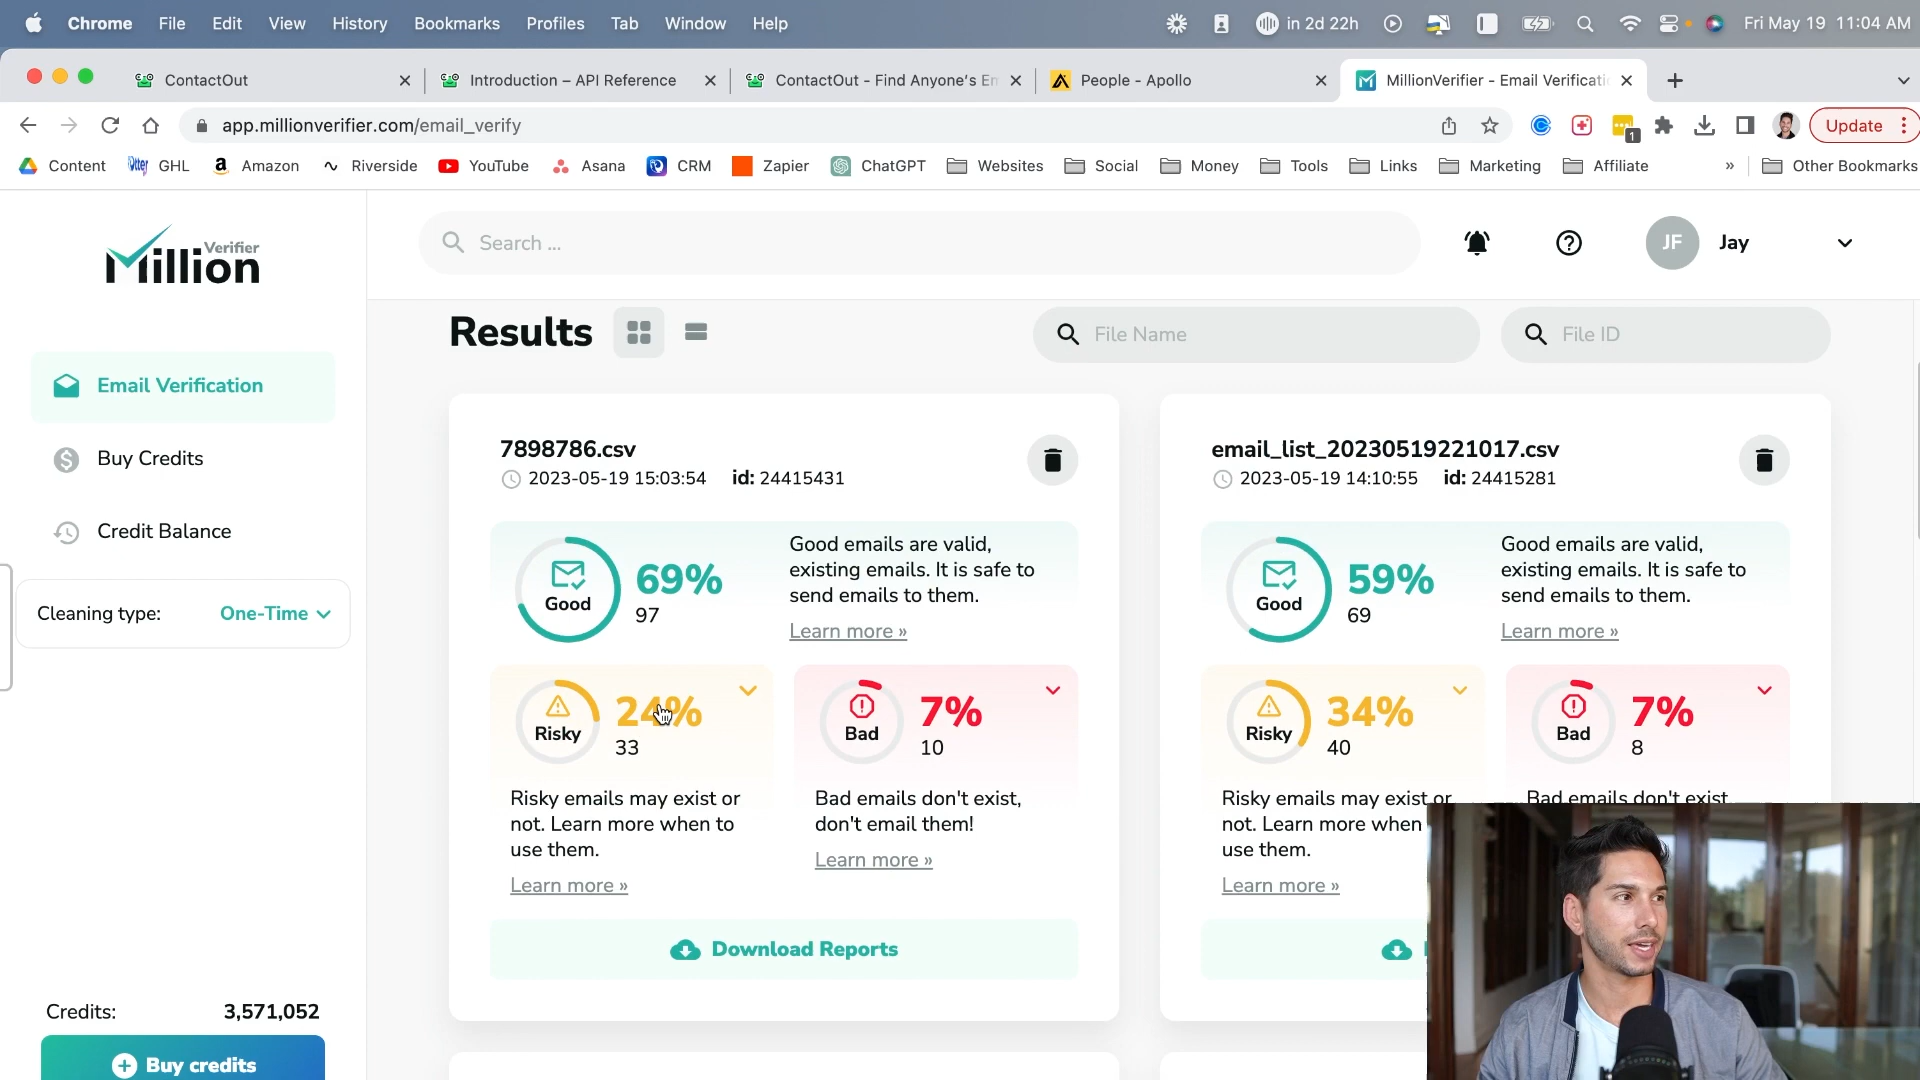 Chrome File Edit View History Bookmarks Profiles Tab Window Help in 2d 22h Fri May 19 11:04 AM
ContactOut Introduction – API Reference ContactOut - Find Anyone's Em People - Apollo MillionVerifier - Email Verificati
app.millionverifier.com/email_verify 1 Update
Content GHL Amazon Riverside YouTube Asana CRM Zapier ChatGPT Websites Social Money Tools Links Marketing Affiliate » Other Bookmarks
Million Verifier
Search ...
JF Jay
Email Verification
Buy Credits
Credit Balance
Cleaning type: One-Time
Credits: 3,571,052
Buy credits
Results File Name File ID
7898786.csv
2023-05-19 15:03:54 id: 24415431
Good
69%
97
Good emails are valid,
existing emails. It is safe to
send emails to them.
Learn more »
Risky
24%
33
Risky emails may exist or
not. Learn more when to
use them.
Learn more »
Bad
7%
10
Bad emails don't exist,
don't email them!
Learn more »
Download Reports
email_list_20230519221017.csv
2023-05-19 14:10:55 id: 24415281
Good
59%
69
Good emails are valid,
existing emails. It is safe to
send emails to them.
Learn more »
Risky
34%
40
Risky emails may exist or
not. Learn more when
use them.
Learn more »
Bad
7%
8
Bad emails don't exist